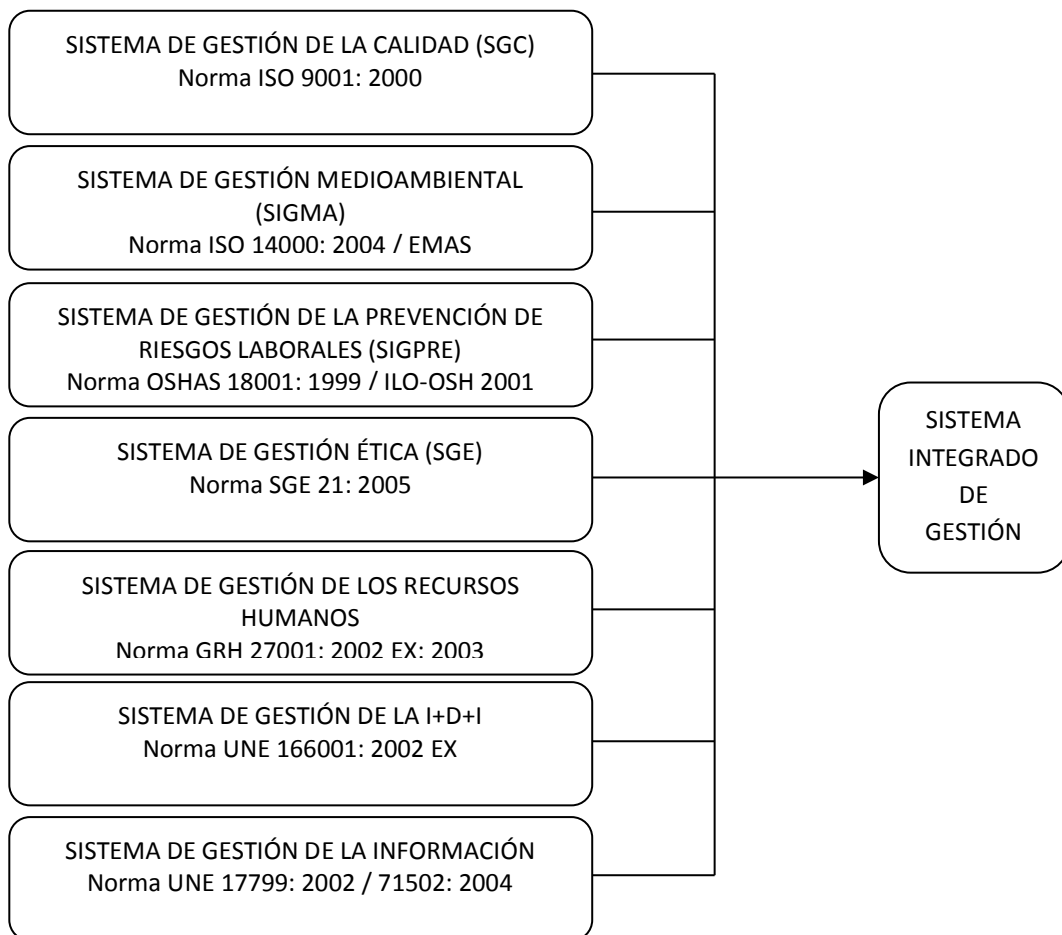 SISTEMA DE GESTIÓN DE LA CALIDAD (SGC)
Norma ISO 9001: 2000
SISTEMA DE GESTIÓN MEDIOAMBIENTAL
(SIGMA)
Norma ISO 14000: 2004 / EMAS
SISTEMA DE GESTIÓN DE LA PREVENCIÓN DE
RIESGOS LABORALES (SIGPRE)
Norma OSHAS 18001: 1999 / ILO-OSH 2001
SISTEMA DE GESTIÓN ÉTICA (SGE)
Norma SGE 21: 2005
SISTEMA DE GESTIÓN DE LOS RECURSOS
HUMANOS
Norma GRH 27001: 2002 EX: 2003
SISTEMA DE GESTIÓN DE LA I+D+I
Norma UNE 166001: 2002 EX
SISTEMA DE GESTIÓN DE LA INFORMACIÓN
Norma UNE 17799: 2002 / 71502: 2004
SISTEMA
INTEGRADO
DE
GESTIÓN